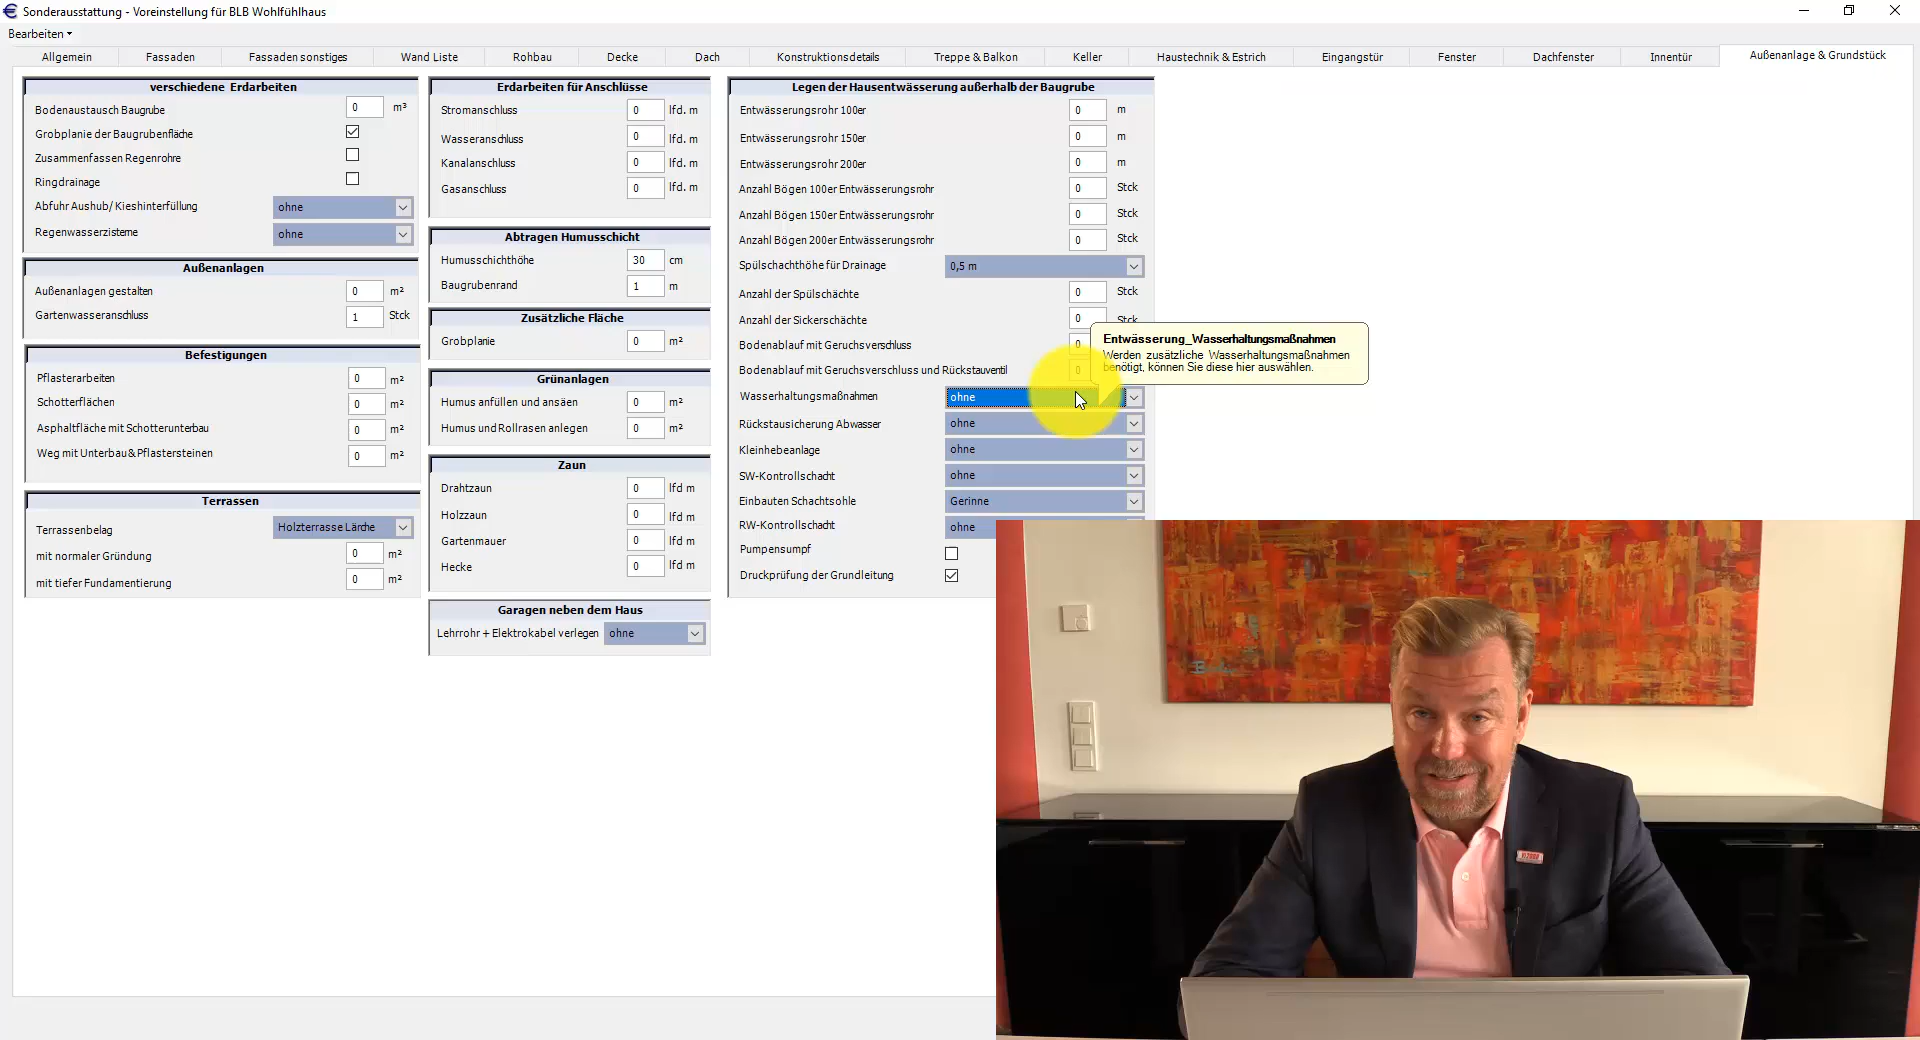 Sonderausstattung - Voreinstellung für BLB Wohlfühlhaus
Bearbeiten
Allgemein Fassaden Fassaden sonstiges Wand Liste Rohbau Decke Dach Konstruktionsdetails Treppe & Balkon Keller Haustechnik & Estrich Eingangstür Fenster Dachfenster Innentür Außenanlage & Grundstück
verschiedene Erdarbeiten
Bodenaustausch Baugrube 0 m³
Grobplanie der Baugrubenfläche
Zusammenfassen Regenrohre
Ringdrainage
Abfuhr Aushub/ Kieshinterfüllung ohne
Regenwasserzisteme ohne
Außenanlagen
Außenanlagen gestalten 0 m²
Gartenwasseranschluss 1 Stck
Befestigungen
Pflasterarbeiten 0 m²
Schotterflächen 0 m²
Asphaltfläche mit Schotterunterbau 0 m²
Weg mit Unterbau & Pflastersteinen 0 m²
Terrassen
Terrassenbelag Holzterrasse Lärche
mit normaler Gründung 0 m²
mit tiefer Fundamentierung 0 m²
Erdarbeiten für Anschlüsse
Stromanschluss 0 lfd. m
Wasseranschluss 0 lfd. m
Kanalanschluss 0 lfd. m
Gasanschluss 0 lfd. m
Abtragen Humusschicht
Humusschichthöhe 30 cm
Baugrubenrand 1 m
Zusätzliche Fläche
Grobplanie 0 m²
Grünanlagen
Humus anfüllen und ansäen 0 m²
Humus und Rollrasen anlegen 0 m²
Zaun
Drahtzaun 0 lfd m
Holzzaun 0 lfd m
Gartenmauer 0 lfd m
Hecke 0 lfd m
Garagen neben dem Haus
Lehrrohr + Elektrokabel verlegen ohne
Legen der Hausentwässerung außerhalb der Baugrube
Entwässerungsrohr 100er 0 m
Entwässerungsrohr 150er 0 m
Entwässerungsrohr 200er 0 m
Anzahl Bögen 100er Entwässerungsrohr 0 Stck
Anzahl Bögen 150er Entwässerungsrohr 0 Stck
Anzahl Bögen 200er Entwässerungsrohr 0 Stck
Spülschachthöhe für Drainage 0,5 m
Anzahl der Spülschächte 0 Stck
Anzahl der Sickerschächte 0 Stck
Bodenablauf mit Geruchsverschluss 0
Bodenablauf mit Geruchsverschluss und Rückstauventil 0
Wasserhaltungsmaßnahmen ohne
Rückstausicherung Abwasser ohne
Kleinhebeanlage ohne
SW-Kontrollschacht ohne
Einbauten Schachtsohle Gerinne
RW-Kontrollschacht ohne
Pumpensumpf
Druckprüfung der Grundleitung
Entwässerung_Wasserhaltungsmaßnahmen
Werden zusätzliche Wasserhaltungsmaßnahmen
benötigt, können Sie diese hier auswählen.